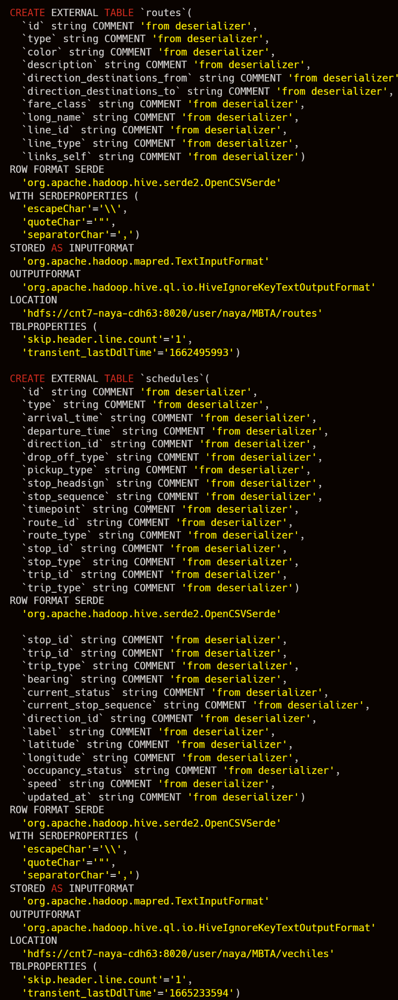 CREATE EXTERNAL TABLE `routes`(
  `id` string COMMENT 'from deserializer',
  `type` string COMMENT 'from deserializer',
  `color` string COMMENT 'from deserializer',
  `description` string COMMENT 'from deserializer',
  `direction_destinations_from` string COMMENT 'from deserializer'
  `direction_destinations_to` string COMMENT 'from deserializer',
  `fare_class` string COMMENT 'from deserializer',
  `long_name` string COMMENT 'from deserializer',
  `line_id` string COMMENT 'from deserializer',
  `line_type` string COMMENT 'from deserializer',
  `links_self` string COMMENT 'from deserializer')
ROW FORMAT SERDE
  'org.apache.hadoop.hive.serde2.OpenCSVSerde'
WITH SERDEPROPERTIES (
  'escapeChar'='\\',
  'quoteChar'='"',
  'separatorChar'=',')
STORED AS INPUTFORMAT
  'org.apache.hadoop.mapred.TextInputFormat'
OUTPUTFORMAT
  'org.apache.hadoop.hive.ql.io.HiveIgnoreKeyTextOutputFormat'
LOCATION
  'hdfs://cnt7-naya-cdh63:8020/user/naya/MBTA/routes'
TBLPROPERTIES (
  'skip.header.line.count'='1',
  'transient_lastDdlTime'='1662495993')

CREATE EXTERNAL TABLE `schedules`(
  `id` string COMMENT 'from deserializer',
  `type` string COMMENT 'from deserializer',
  `arrival_time` string COMMENT 'from deserializer',
  `departure_time` string COMMENT 'from deserializer',
  `direction_id` string COMMENT 'from deserializer',
  `drop_off_type` string COMMENT 'from deserializer',
  `pickup_type` string COMMENT 'from deserializer',
  `stop_headsign` string COMMENT 'from deserializer',
  `stop_sequence` string COMMENT 'from deserializer',
  `timepoint` string COMMENT 'from deserializer',
  `route_id` string COMMENT 'from deserializer',
  `route_type` string COMMENT 'from deserializer',
  `stop_id` string COMMENT 'from deserializer',
  `stop_type` string COMMENT 'from deserializer',
  `trip_id` string COMMENT 'from deserializer',
  `trip_type` string COMMENT 'from deserializer')
ROW FORMAT SERDE
  'org.apache.hadoop.hive.serde2.OpenCSVSerde'

  `stop_id` string COMMENT 'from deserializer',
  `trip_id` string COMMENT 'from deserializer',
  `trip_type` string COMMENT 'from deserializer',
  `bearing` string COMMENT 'from deserializer',
  `current_status` string COMMENT 'from deserializer',
  `current_stop_sequence` string COMMENT 'from deserializer',
  `direction_id` string COMMENT 'from deserializer',
  `label` string COMMENT 'from deserializer',
  `latitude` string COMMENT 'from deserializer',
  `longitude` string COMMENT 'from deserializer',
  `occupancy_status` string COMMENT 'from deserializer',
  `speed` string COMMENT 'from deserializer',
  `updated_at` string COMMENT 'from deserializer')
ROW FORMAT SERDE
  'org.apache.hadoop.hive.serde2.OpenCSVSerde'
WITH SERDEPROPERTIES (
  'escapeChar'='\\',
  'quoteChar'='"',
  'separatorChar'=',')
STORED AS INPUTFORMAT
  'org.apache.hadoop.mapred.TextInputFormat'
OUTPUTFORMAT
  'org.apache.hadoop.hive.ql.io.HiveIgnoreKeyTextOutputFormat'
LOCATION
  'hdfs://cnt7-naya-cdh63:8020/user/naya/MBTA/vechiles'
TBLPROPERTIES (
  'skip.header.line.count'='1',
  'transient_lastDdlTime'='1665233594')